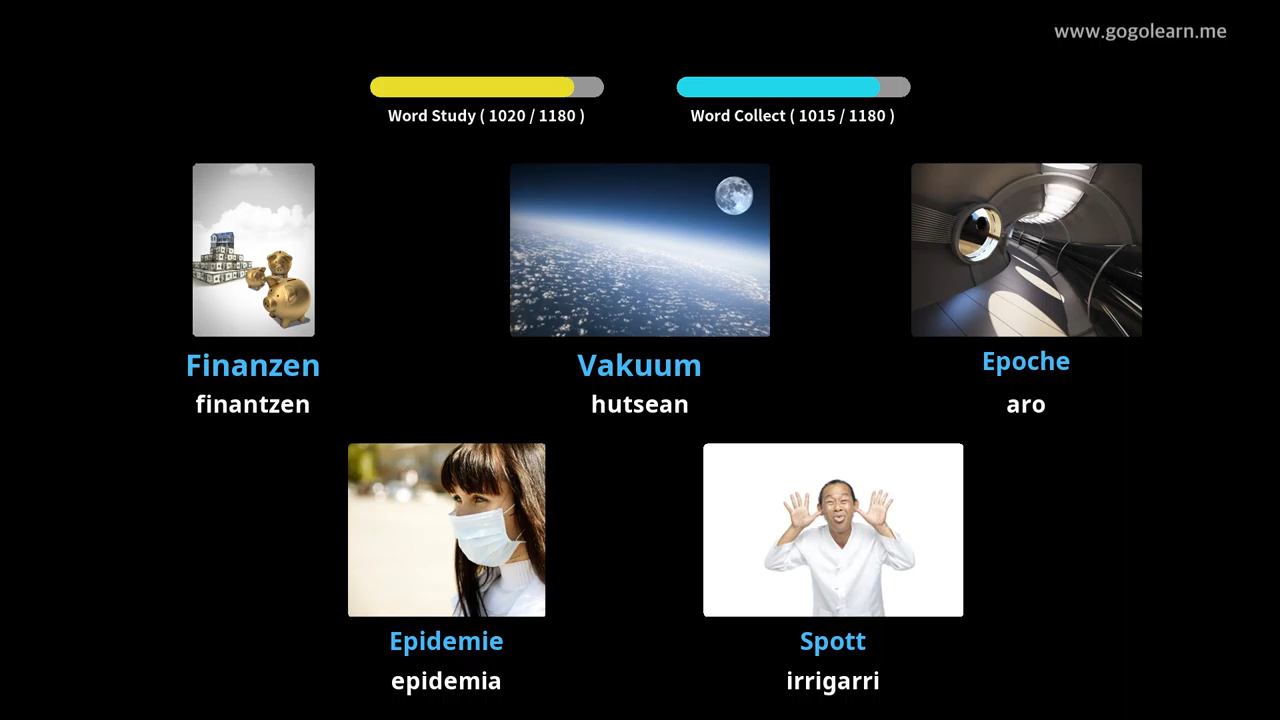 www.gogolearn.me
Word Study ( 1020 / 1180 )
Word Collect ( 1015 / 1180 )
Finanzen
finantzen
Vakuum
hutsean
Epoche
aro
Epidemie
epidemia
Spott
irrigarri